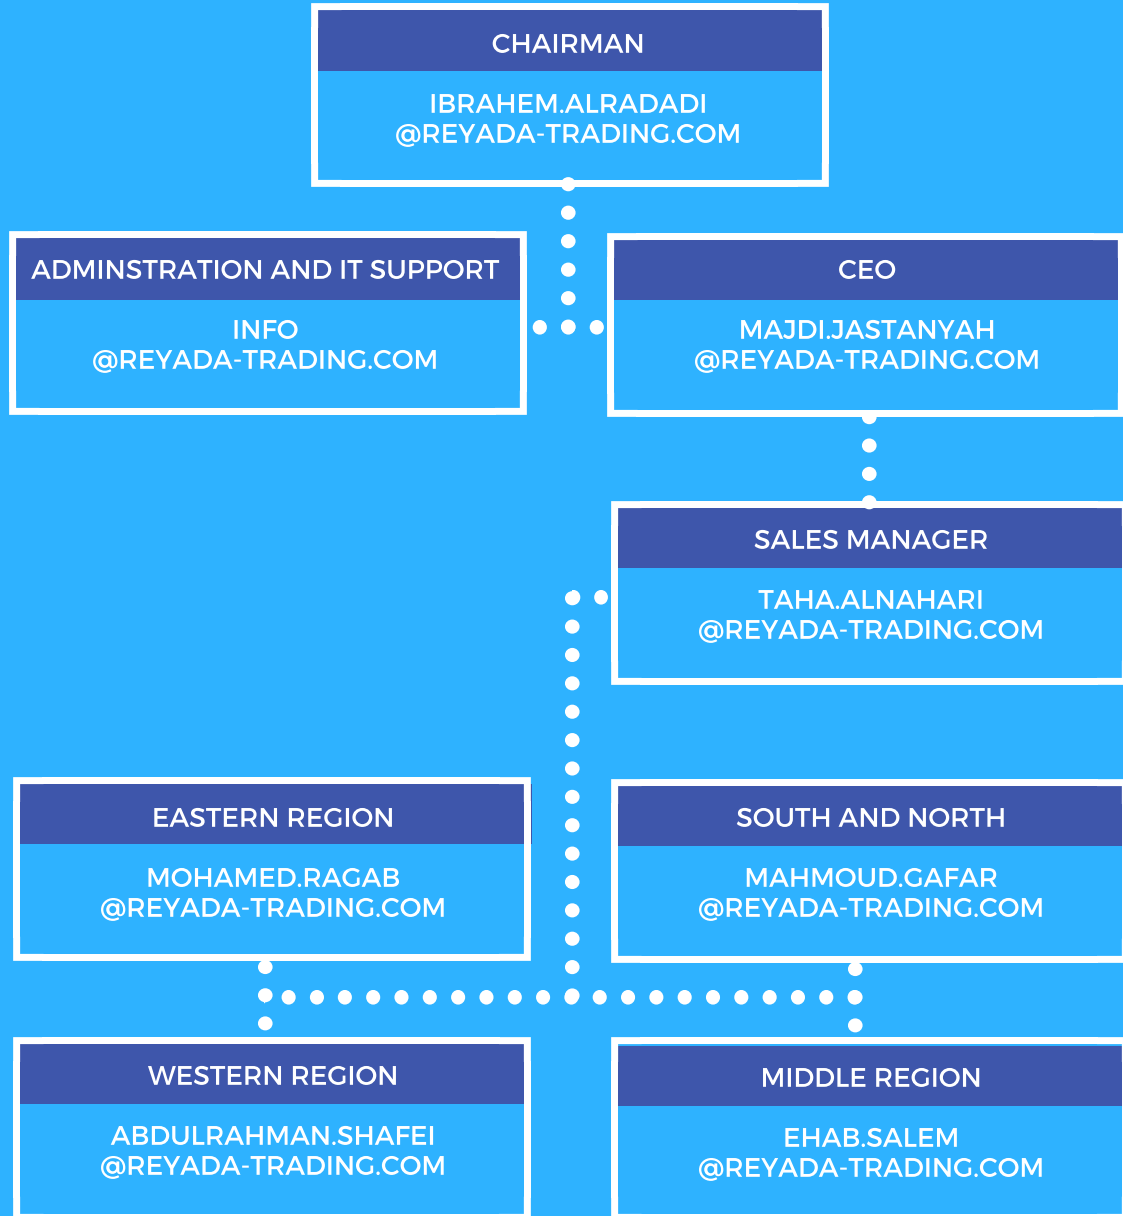 CHAIRMAN
IBRAHEM.ALRADADI
@REYADA-TRADING.COM
ADMINSTRATION AND IT SUPPORT
INFO
@REYADA-TRADING.COM
CEO
MAJDI.JASTANYAH
@REYADA-TRADING.COM
SALES MANAGER
TAHA.ALNAHARI
@REYADA-TRADING.COM
EASTERN REGION
MOHAMED.RAGAB
@REYADA-TRADING.COM
SOUTH AND NORTH
MAHMOUD.GAFAR
@REYADA-TRADING.COM
WESTERN REGION
ABDULRAHMAN.SHAFEI
@REYADA-TRADING.COM
MIDDLE REGION
EHAB.SALEM
@REYADA-TRADING.COM